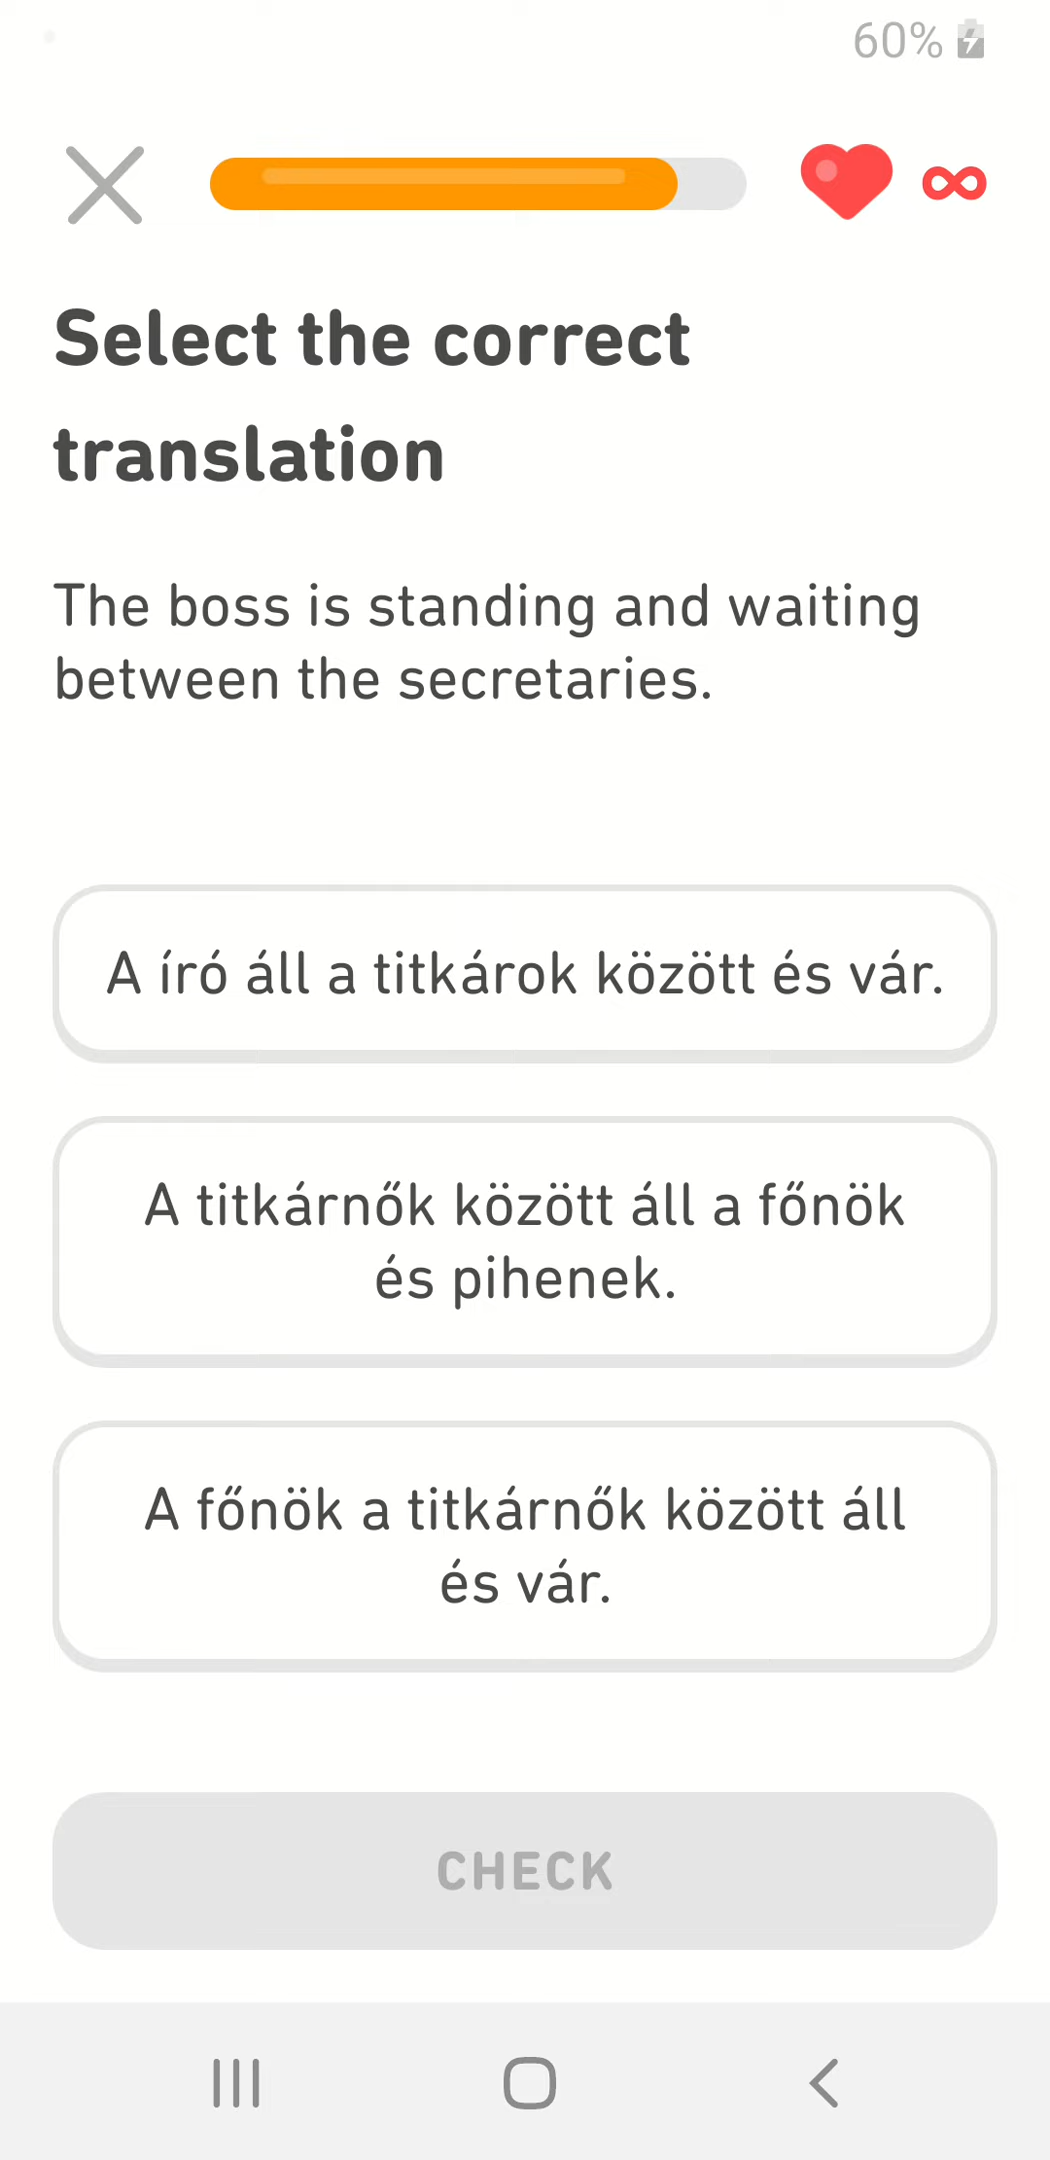 60%
Select the correct
translation
The boss is standing and waiting
between the secretaries.
A író áll a titkárok között és vár.
A titkárnők között áll a főnök
és pihenek.
A főnök a titkárnők között áll
és vár.
CHECK